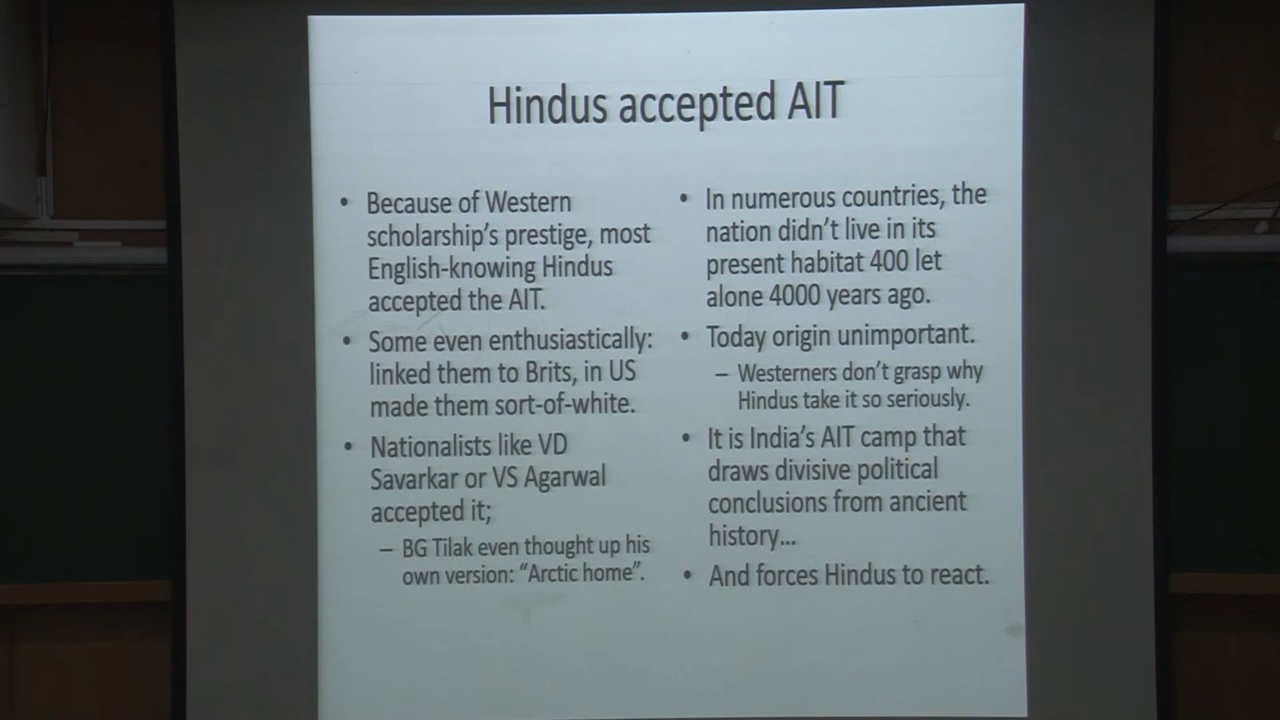 Hindus accepted AIT
• Because of Western
scholarship's prestige, most
English-knowing Hindus
accepted the AIT.
• Some even enthusiastically:
linked them to Brits, in US
made them sort-of-white.
• Nationalists like VD
Savarkar or VS Agarwal
accepted it;
– BG Tilak even thought up his
own version: “Arctic home”.
• In numerous countries, the
nation didn't live in its
present habitat 400 let
alone 4000 years ago.
• Today origin unimportant.
– Westerners don't grasp why
Hindus take it so seriously.
• It is India's AIT camp that
draws divisive political
conclusions from ancient
history...
• And forces Hindus to react.